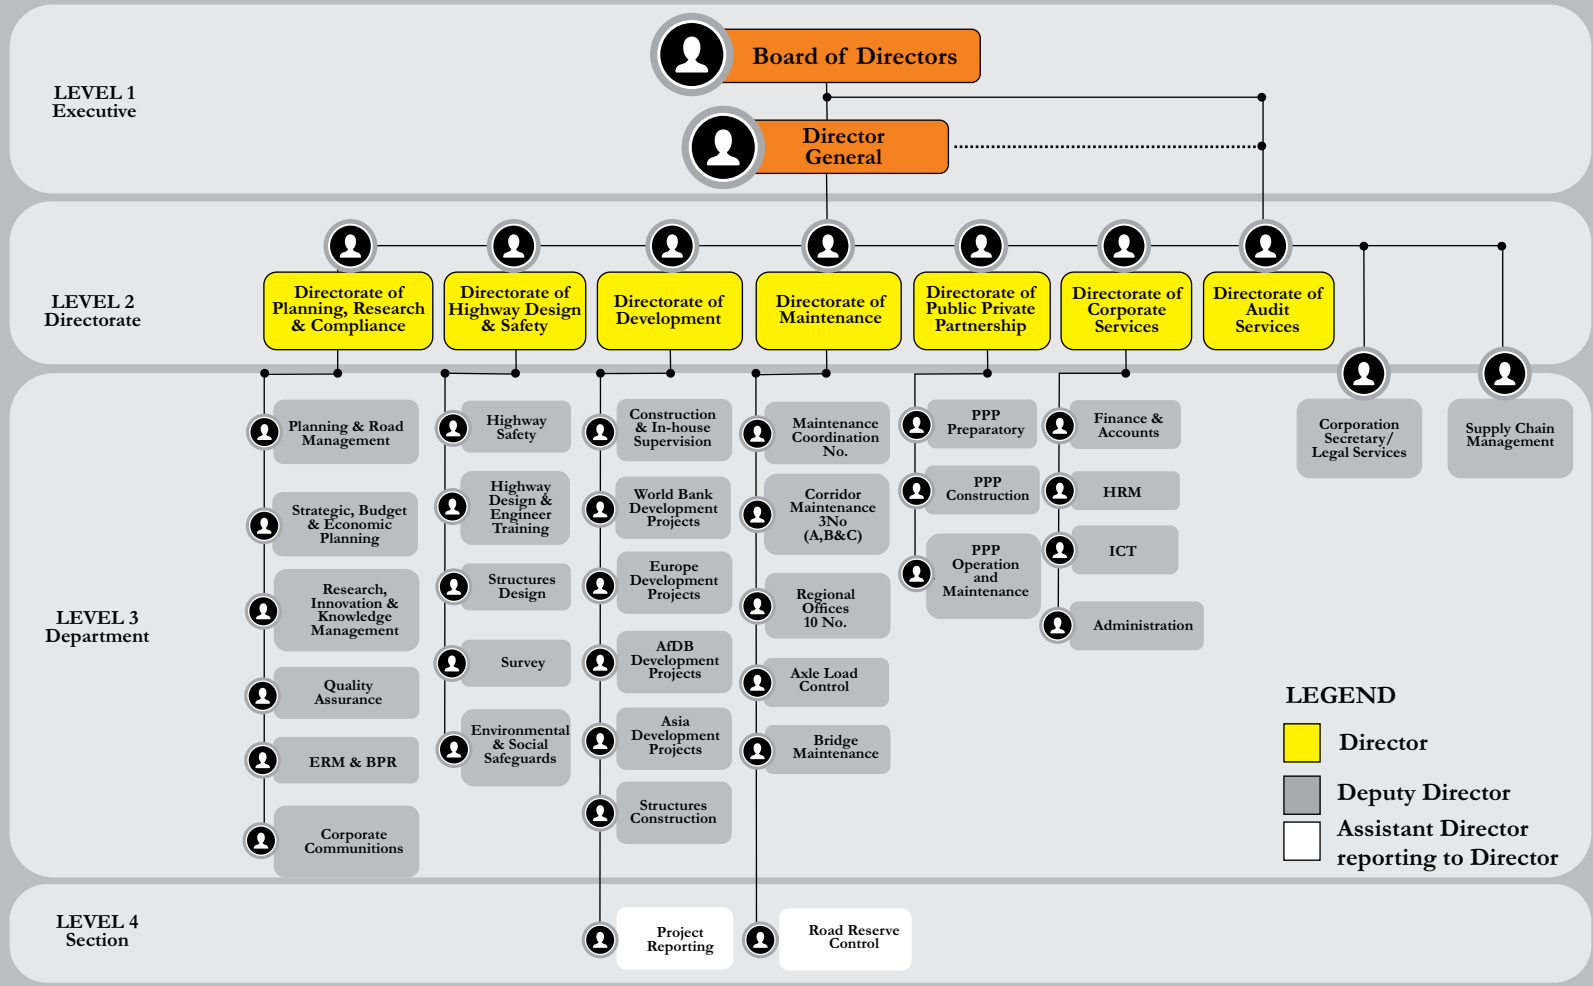 LEVEL 1
Executive
Board of Directors
Director
General
LEVEL 2
Directorate
Directorate of
Planning, Research
& Compliance
Directorate of
Highway Design
& Safety
Directorate of
Development
Directorate of
Maintenance
Directorate of
Public Private
Partnership
Directorate of
Corporate
Services
Directorate of
Audit
Services
LEVEL 3
Department
Planning & Road
Management
Strategic, Budget
& Economic
Planning
Research,
Innovation &
Knowledge
Management
Quality
Assurance
ERM & BPR
Corporate
Communitions
Highway
Safety
Highway
Design &
Engineer
Training
Structures
Design
Survey
Environmental
& Social
Safeguards
Construction
& In-house
Supervision
World Bank
Development
Projects
Europe
Development
Projects
AfDB
Development
Projects
Asia
Development
Projects
Structures
Construction
Maintenance
Coordination
No.
Corridor
Maintenance
3No
(A,B&C)
Regional
Offices
10 No.
Axle Load
Control
Bridge
Maintenance
PPP
Preparatory
PPP
Construction
PPP
Operation
and
Maintenance
Finance &
Accounts
HRM
ICT
Administration
Corporation
Secretary/
Legal Services
Supply Chain
Management
LEGEND
Director
Deputy Director
Assistant Director
reporting to Director
LEVEL 4
Section
Project
Reporting
Road Reserve
Control